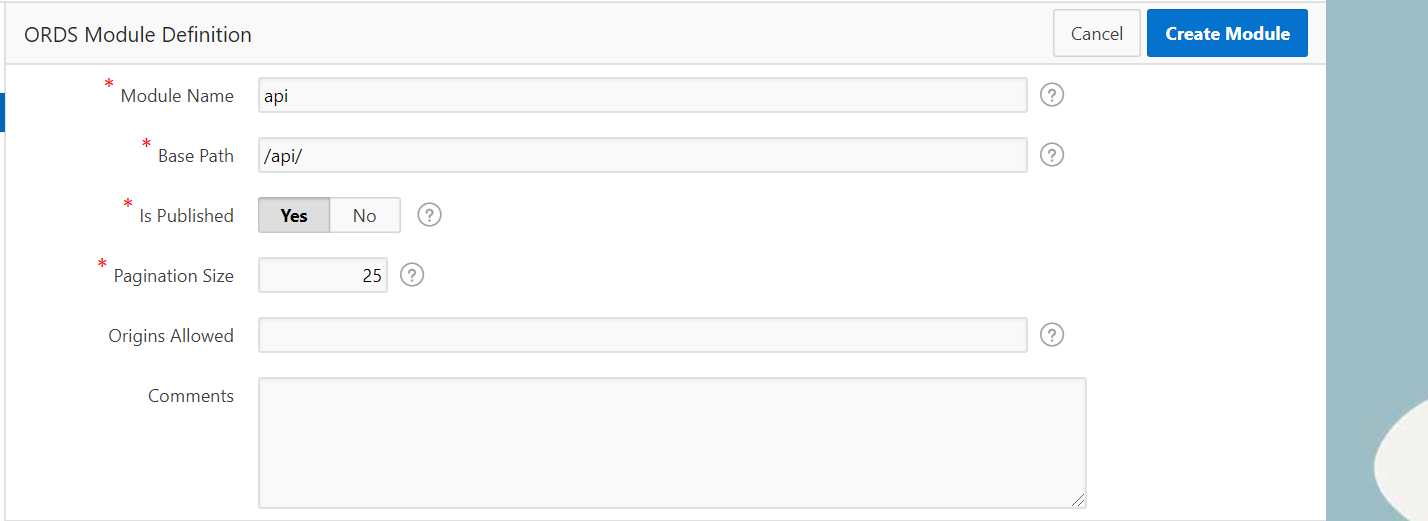 ORDS Module Definition
Cancel
Create Module
* Module Name
api
?
* Base Path
/api/
?
* Is Published
Yes
No
?
* Pagination Size
25
?
Origins Allowed
?
Comments